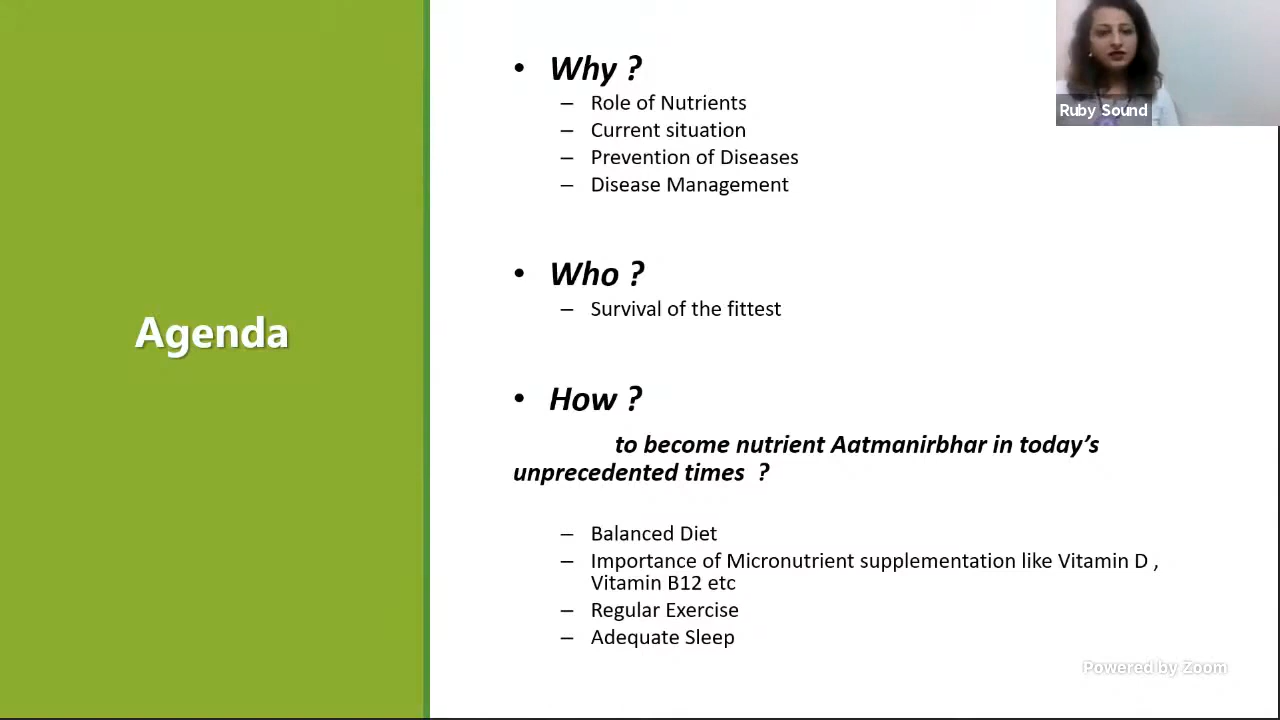 Agenda
• Why ?
– Role of Nutrients
– Current situation
– Prevention of Diseases
– Disease Management
• Who ?
– Survival of the fittest
• How ?
to become nutrient Aatmanirbhar in today’s
unprecedented times ?
– Balanced Diet
– Importance of Micronutrient supplementation like Vitamin D ,
Vitamin B12 etc
– Regular Exercise
– Adequate Sleep
Ruby Sound
Powered by Zoom